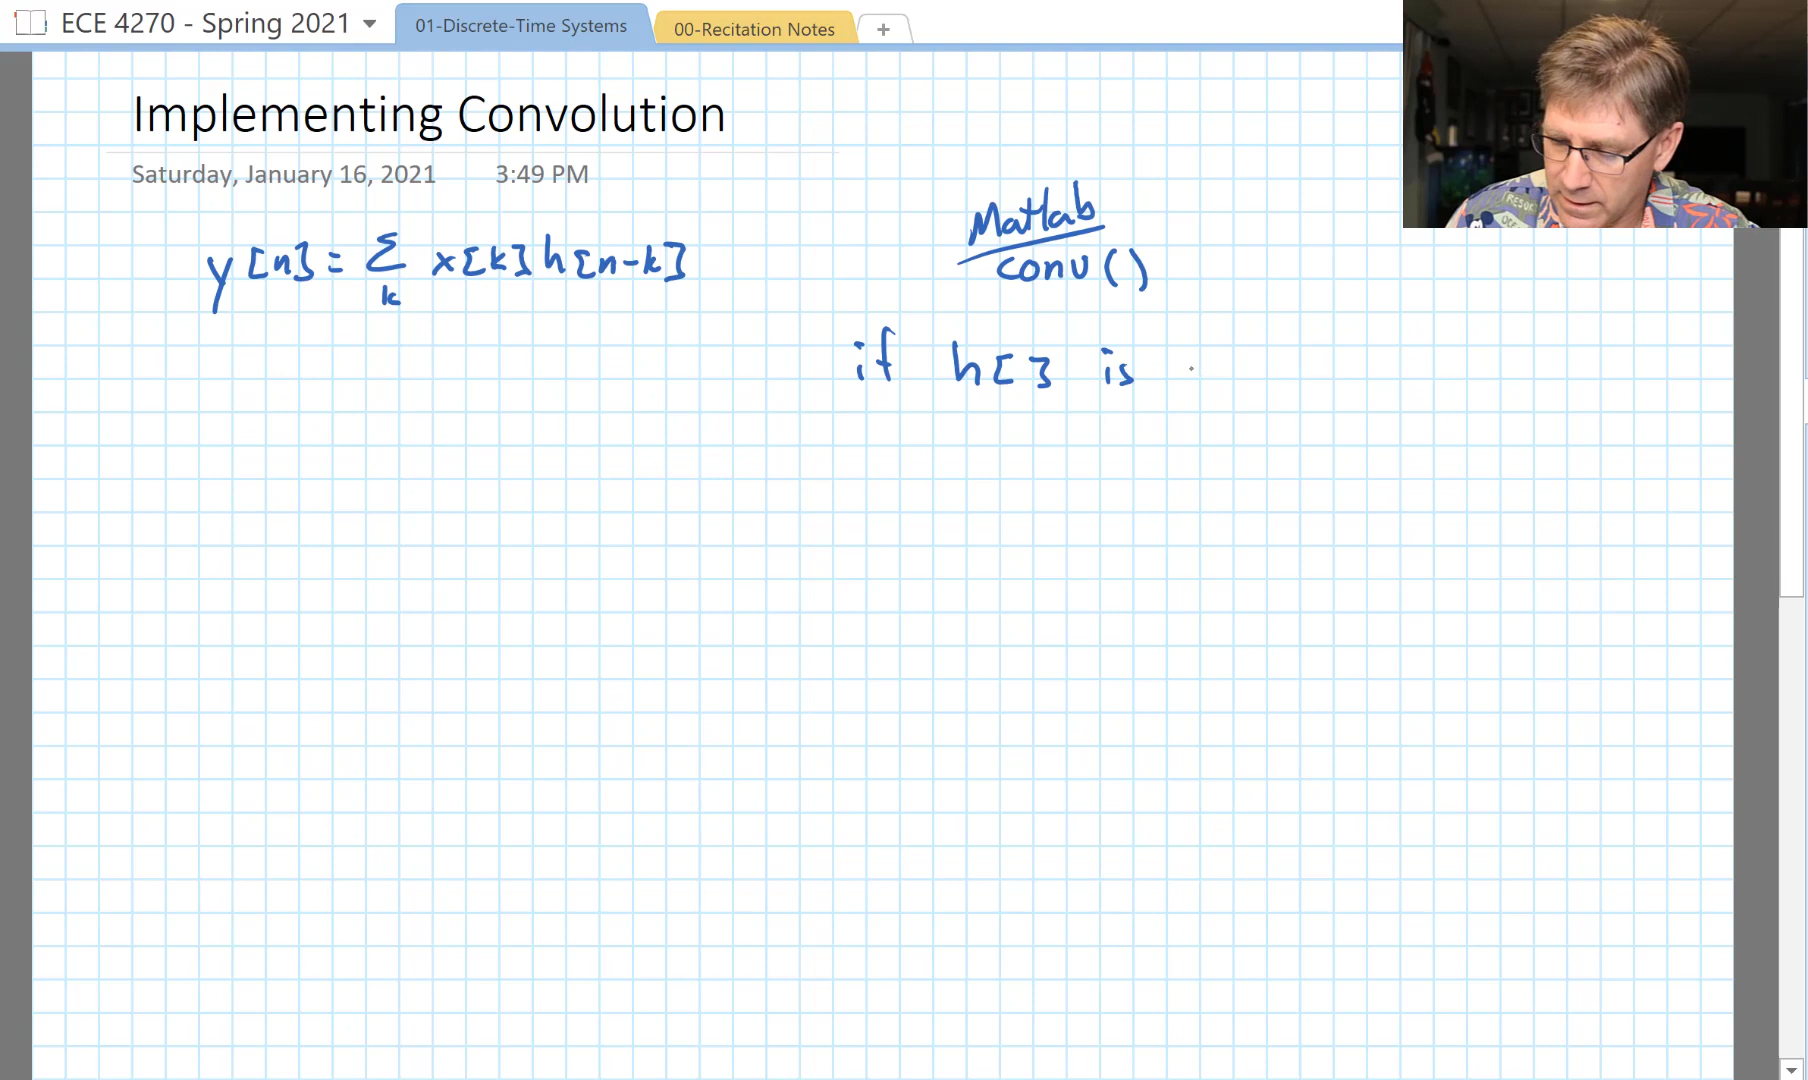 ECE 4270 - Spring 2021
01-Discrete-Time Systems
00-Recitation Notes
+
Implementing Convolution
Saturday, January 16, 2021 3:49 PM
Matlab
y[n] = Σ x[k] h[n-k]
k
conv()
if h[] is